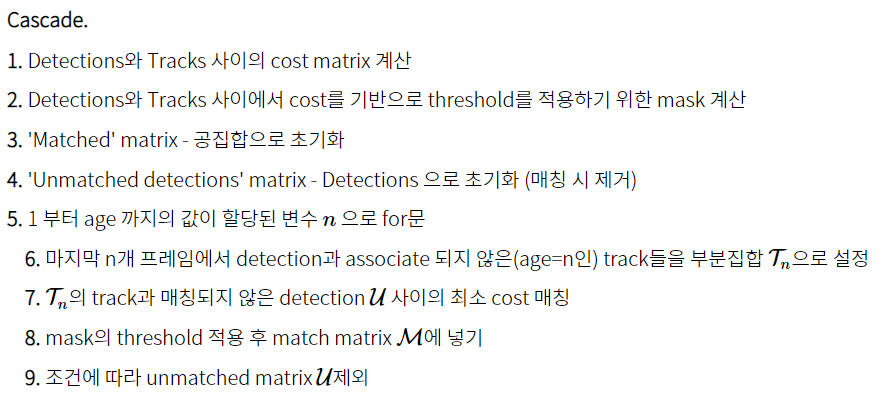 Cascade.
1. Detections와 Tracks 사이의 cost matrix 계산
2. Detections와 Tracks 사이에서 cost를 기반으로 threshold를 적용하기 위한 mask 계산
3. 'Matched' matrix - 공집합으로 초기화
4. 'Unmatched detections' matrix - Detections 으로 초기화 (매칭 시 제거)
5. 1 부터 age 까지의 값이 할당된 변수 n 으로 for문
6. 마지막 n개 프레임에서 detection과 associate 되지 않은(age=n인) track들을 부분집합 𝒯ₙ으로 설정
7. 𝒯ₙ의 track과 매칭되지 않은 detection 𝒰 사이의 최소 cost 매칭
8. mask의 threshold 적용 후 match matrix ℳ에 넣기
9. 조건에 따라 unmatched matrix 𝒰제외